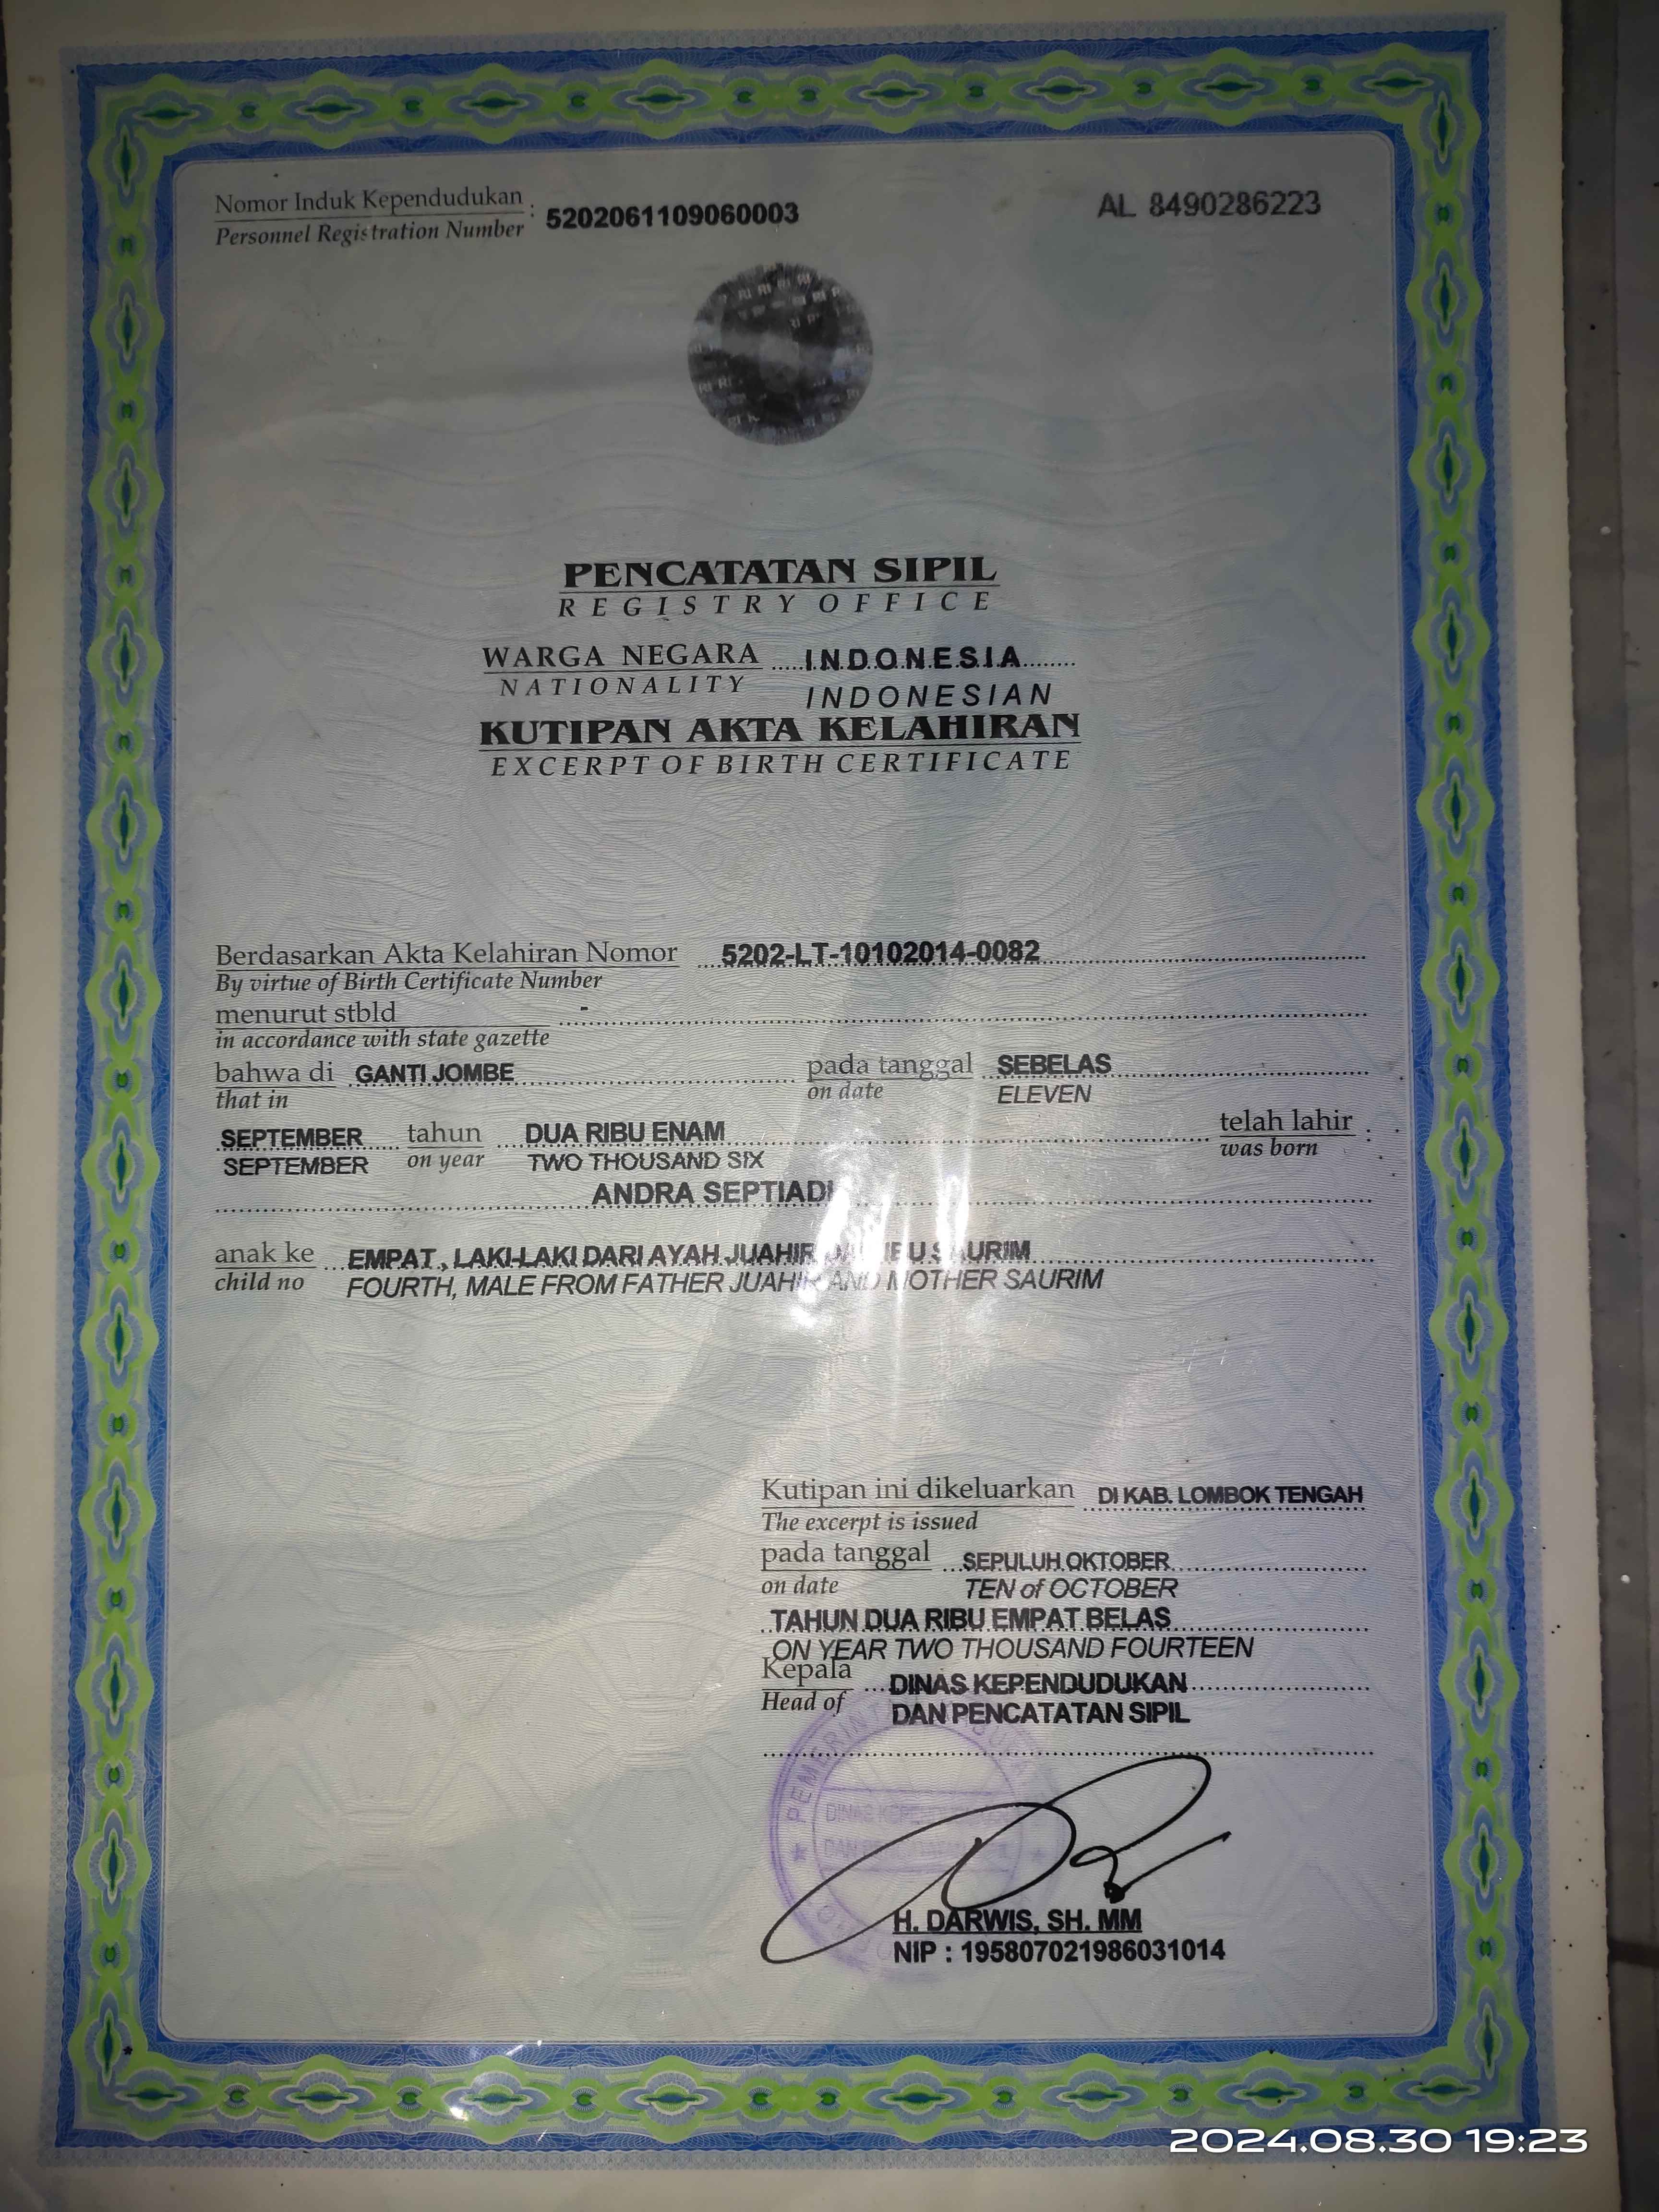 Nomor Induk Kependudukan : 5202061109060003
Personnel Registration Number
AL 8490286223
PENCATATAN SIPIL
REGISTRY OFFICE
WARGA NEGARA INDONESIA
NATIONALITY INDONESIAN
KUTIPAN AKTA KELAHIRAN
EXCERPT OF BIRTH CERTIFICATE
Berdasarkan Akta Kelahiran Nomor 5202-LT-10102014-0082
By virtue of Birth Certificate Number
menurut stbld -
in accordance with state gazette
bahwa di GANTI JOMBE pada tanggal SEBELAS
that in on date ELEVEN
SEPTEMBER tahun DUA RIBU ENAM telah lahir :
SEPTEMBER on year TWO THOUSAND SIX was born
ANDRA SEPTIADI
anak ke EMPAT, LAKI-LAKI DARI AYAH JUAHIR DAN IBU SAURIM
child no FOURTH, MALE FROM FATHER JUAHIR AND MOTHER SAURIM
Kutipan ini dikeluarkan DI KAB. LOMBOK TENGAH
The excerpt is issued
pada tanggal SEPULUH OKTOBER
on date TEN of OCTOBER
TAHUN DUA RIBU EMPAT BELAS
ON YEAR TWO THOUSAND FOURTEEN
Kepala DINAS KEPENDUDUKAN
Head of DAN PENCATATAN SIPIL
H. DARWIS, SH. MM
NIP : 195807021986031014
2024.08.30 19:23